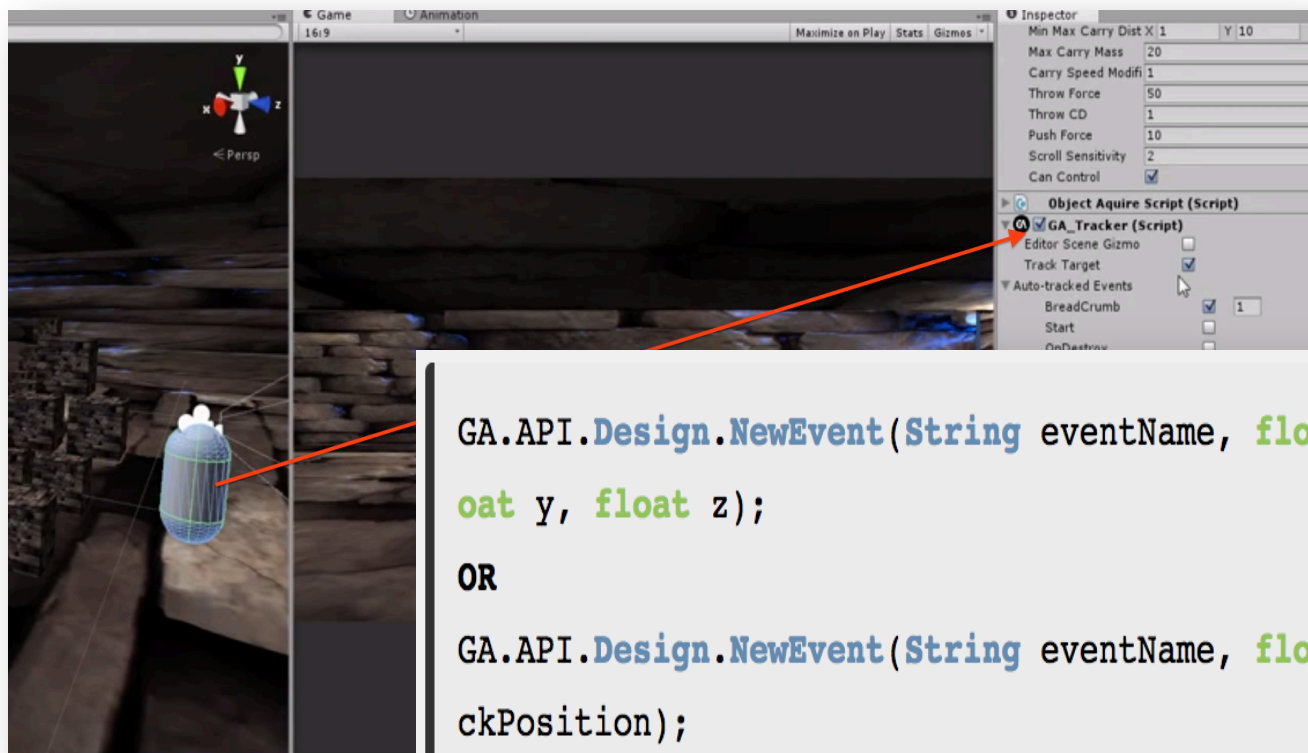 Game
Animation
Inspector
16:9
Maximize on Play Stats Gizmos
Min Max Carry Dist X 1 Y 10
Max Carry Mass 20
Carry Speed Modifi 1
Throw Force 50
Throw CD 1
Push Force 10
Scroll Sensitivity 2
Can Control
Object Aquire Script (Script)
GA GA_Tracker (Script)
Editor Scene Gizmo
Track Target
Auto-tracked Events
BreadCrumb 1
Start
OnDestroy
y
x
z
Persp
GA.API.Design.NewEvent(String eventName, flo
oat y, float z);
OR
GA.API.Design.NewEvent(String eventName, flo
ckPosition);